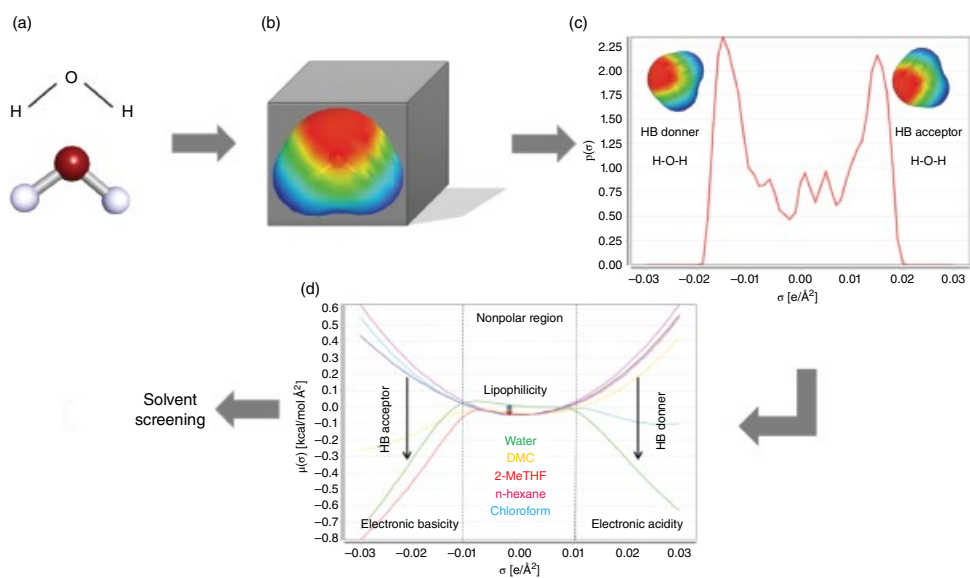 (a)
O
H
H
(b)
(c)
2.25
2.00
1.75
1.50
1.25
1.00
0.75
0.50
0.25
0.00
p(σ)
HB donner
H-O-H
HB acceptor
H-O-H
−0.03 −0.02 −0.01 0.00 0.01 0.02 0.03
σ [e/Å²]
(d)
0.6
0.5
0.4
0.3
0.2
0.1
0.0
−0.1
−0.2
−0.3
−0.4
−0.5
−0.6
−0.7
−0.8
μ(σ) [kcal/mol Å²]
Nonpolar region
Lipophilicity
HB acceptor
HB donner
Water
DMC
2-MeTHF
n-hexane
Chloroform
Electronic basicity
Electronic acidity
−0.03 −0.02 −0.01 0.00 0.01 0.02 0.03
σ [e/Å²]
Solvent
screening